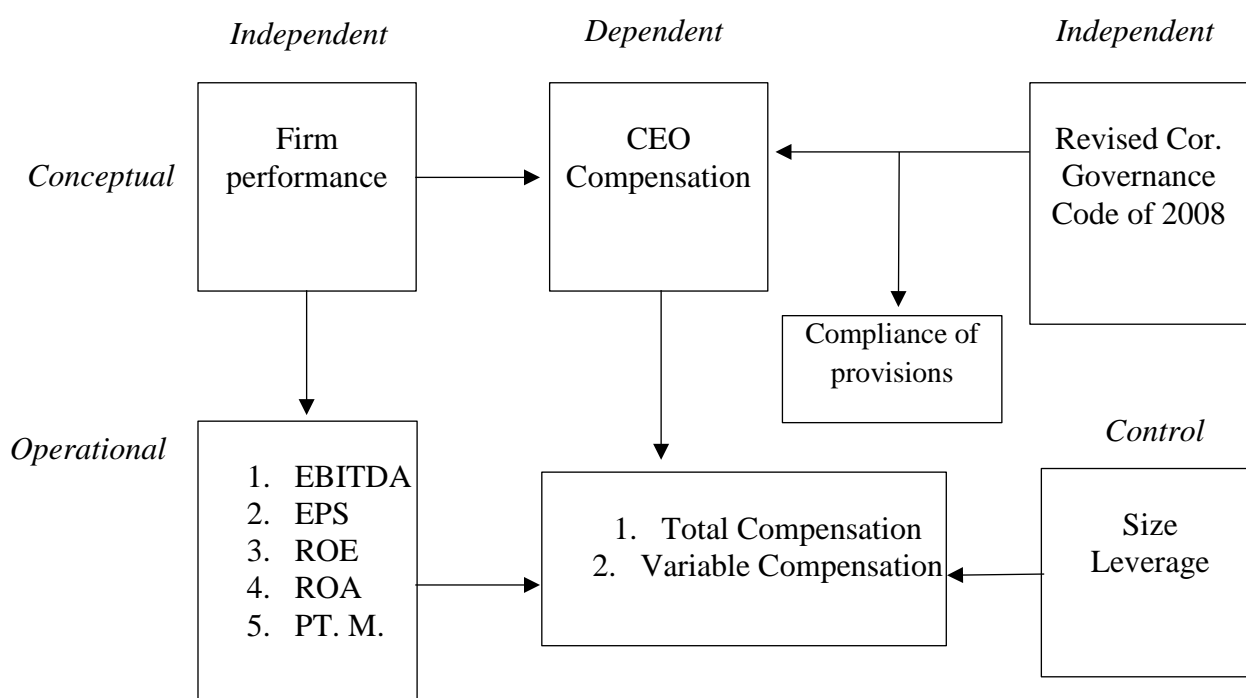 Independent
Dependent
Independent
Conceptual
Firm
performance
CEO
Compensation
Revised Cor.
Governance
Code of 2008
Compliance of
provisions
Operational
Control
1. EBITDA
2. EPS
3. ROE
4. ROA
5. PT. M.
1. Total Compensation
2. Variable Compensation
Size
Leverage